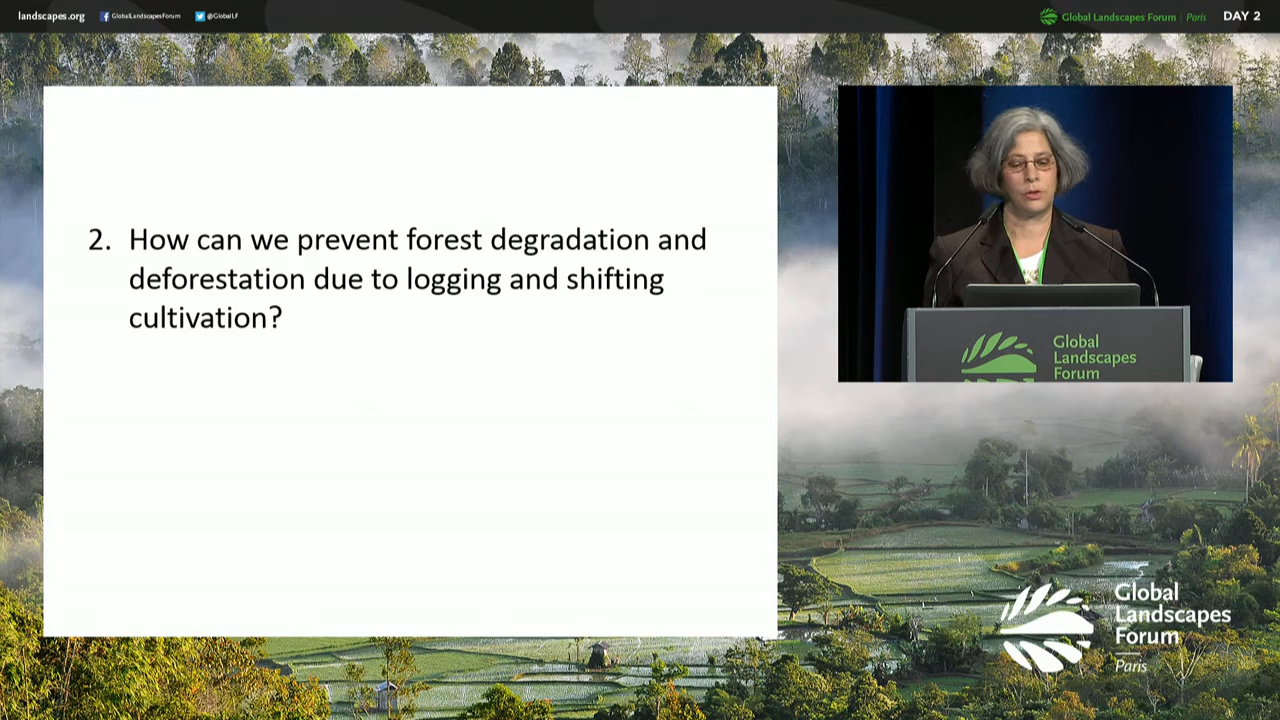 landscapes.org
GlobalLandscapesForum
@GlobalLF
Global Landscapes Forum | Paris
DAY 2
2. How can we prevent forest degradation and
deforestation due to logging and shifting
cultivation?
Global
Landscapes
Forum
Global
Landscapes
Forum
Paris